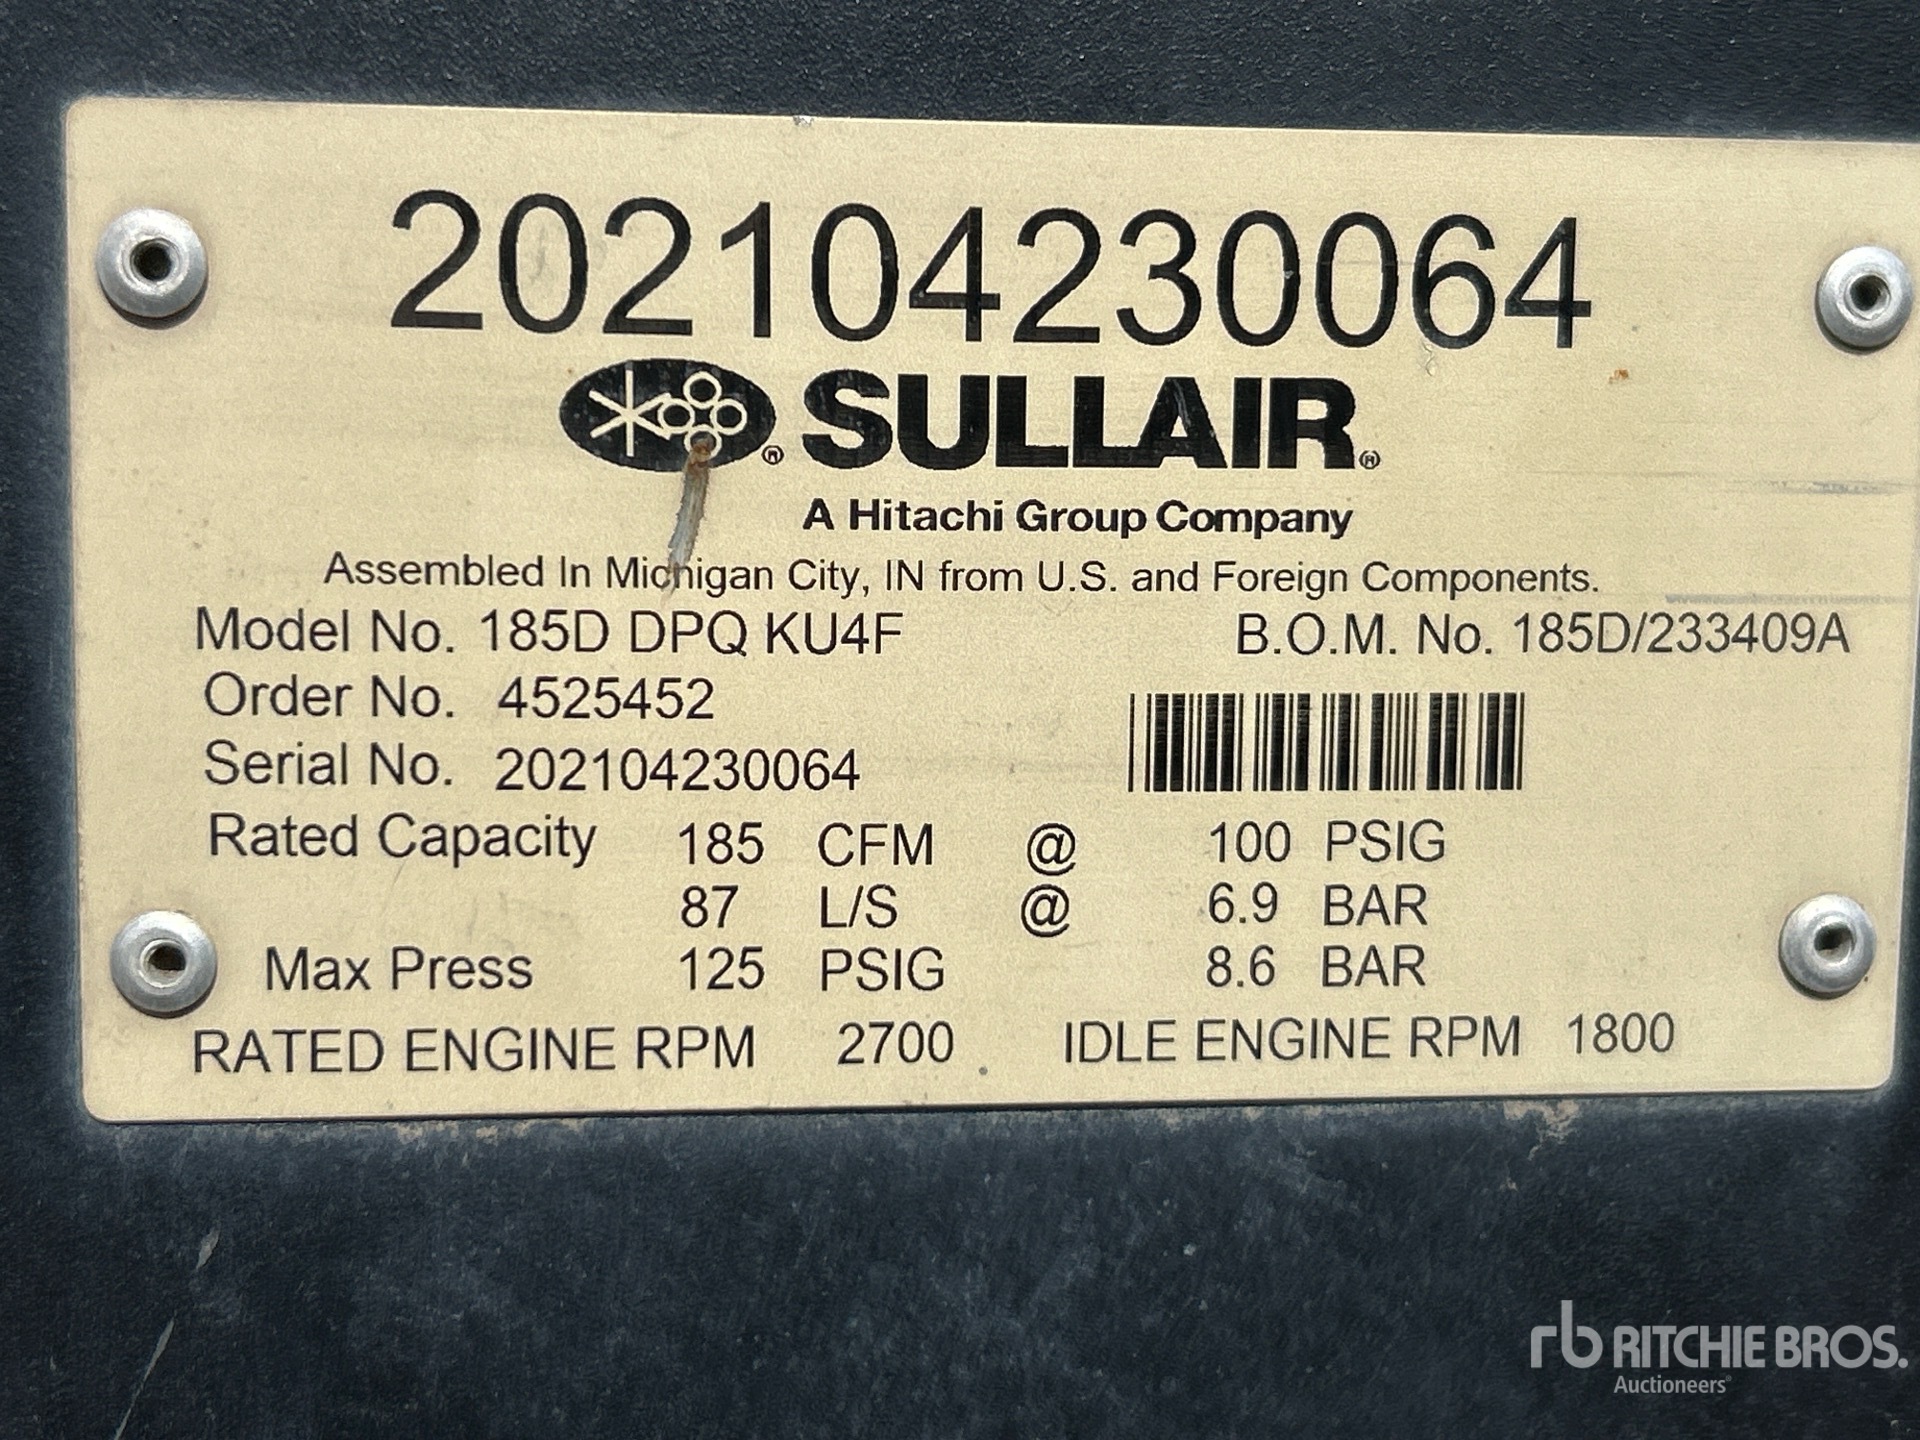 202104230064
SULLAIR®
A Hitachi Group Company
Assembled In Michigan City, IN from U.S. and Foreign Components.
Model No. 185D DPQ KU4F B.O.M. No. 185D/233409A
Order No. 4525452
Serial No. 202104230064
Rated Capacity 185 CFM @ 100 PSIG
87 L/S @ 6.9 BAR
Max Press 125 PSIG 8.6 BAR
RATED ENGINE RPM 2700 IDLE ENGINE RPM 1800
rb RITCHIE BROS.
Auctioneers